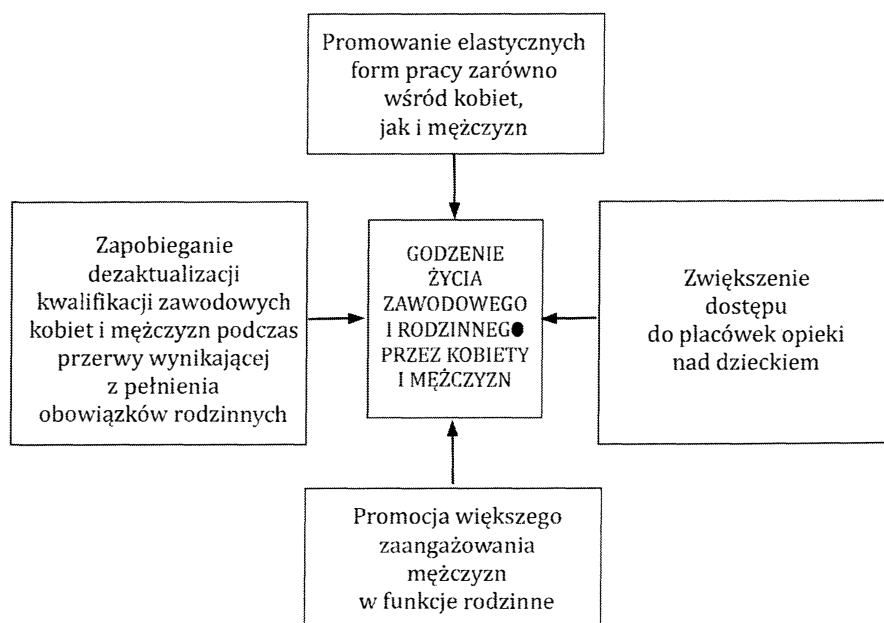 Promowanie elastycznych
form pracy zarówno
wśród kobiet,
jak i mężczyzn
Zapobieganie
dezaktualizacji
kwalifikacji zawodowych
kobiet i mężczyzn podczas
przerwy wynikającej
z pełnienia
obowiązków rodzinnych
GODZENIE
ŻYCIA
ZAWODOWEGO
I RODZINNEGO
PRZEZ KOBIETY
I MĘŻCZYZN
Zwiększenie
dostępu
do placówek opieki
nad dzieckiem
Promocja większego
zaangażowania
mężczyzn
w funkcje rodzinne